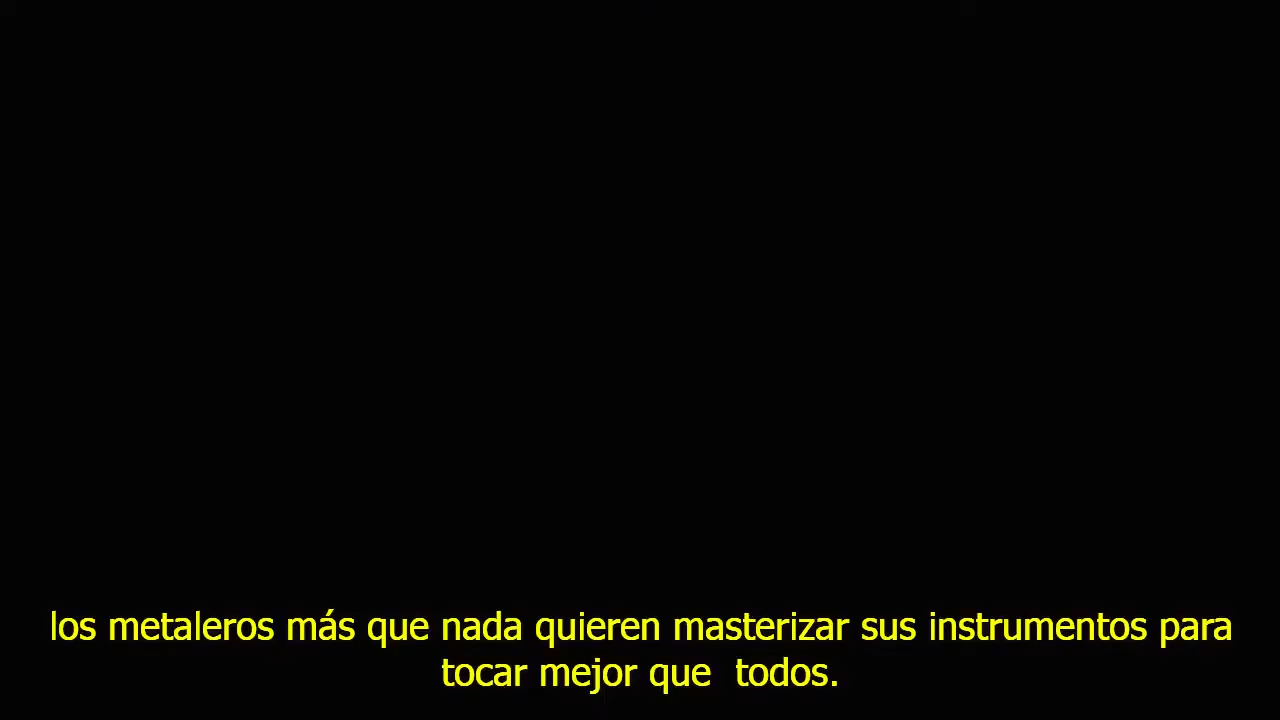 los metaleros más que nada quieren masterizar sus instrumentos para
tocar mejor que  todos.